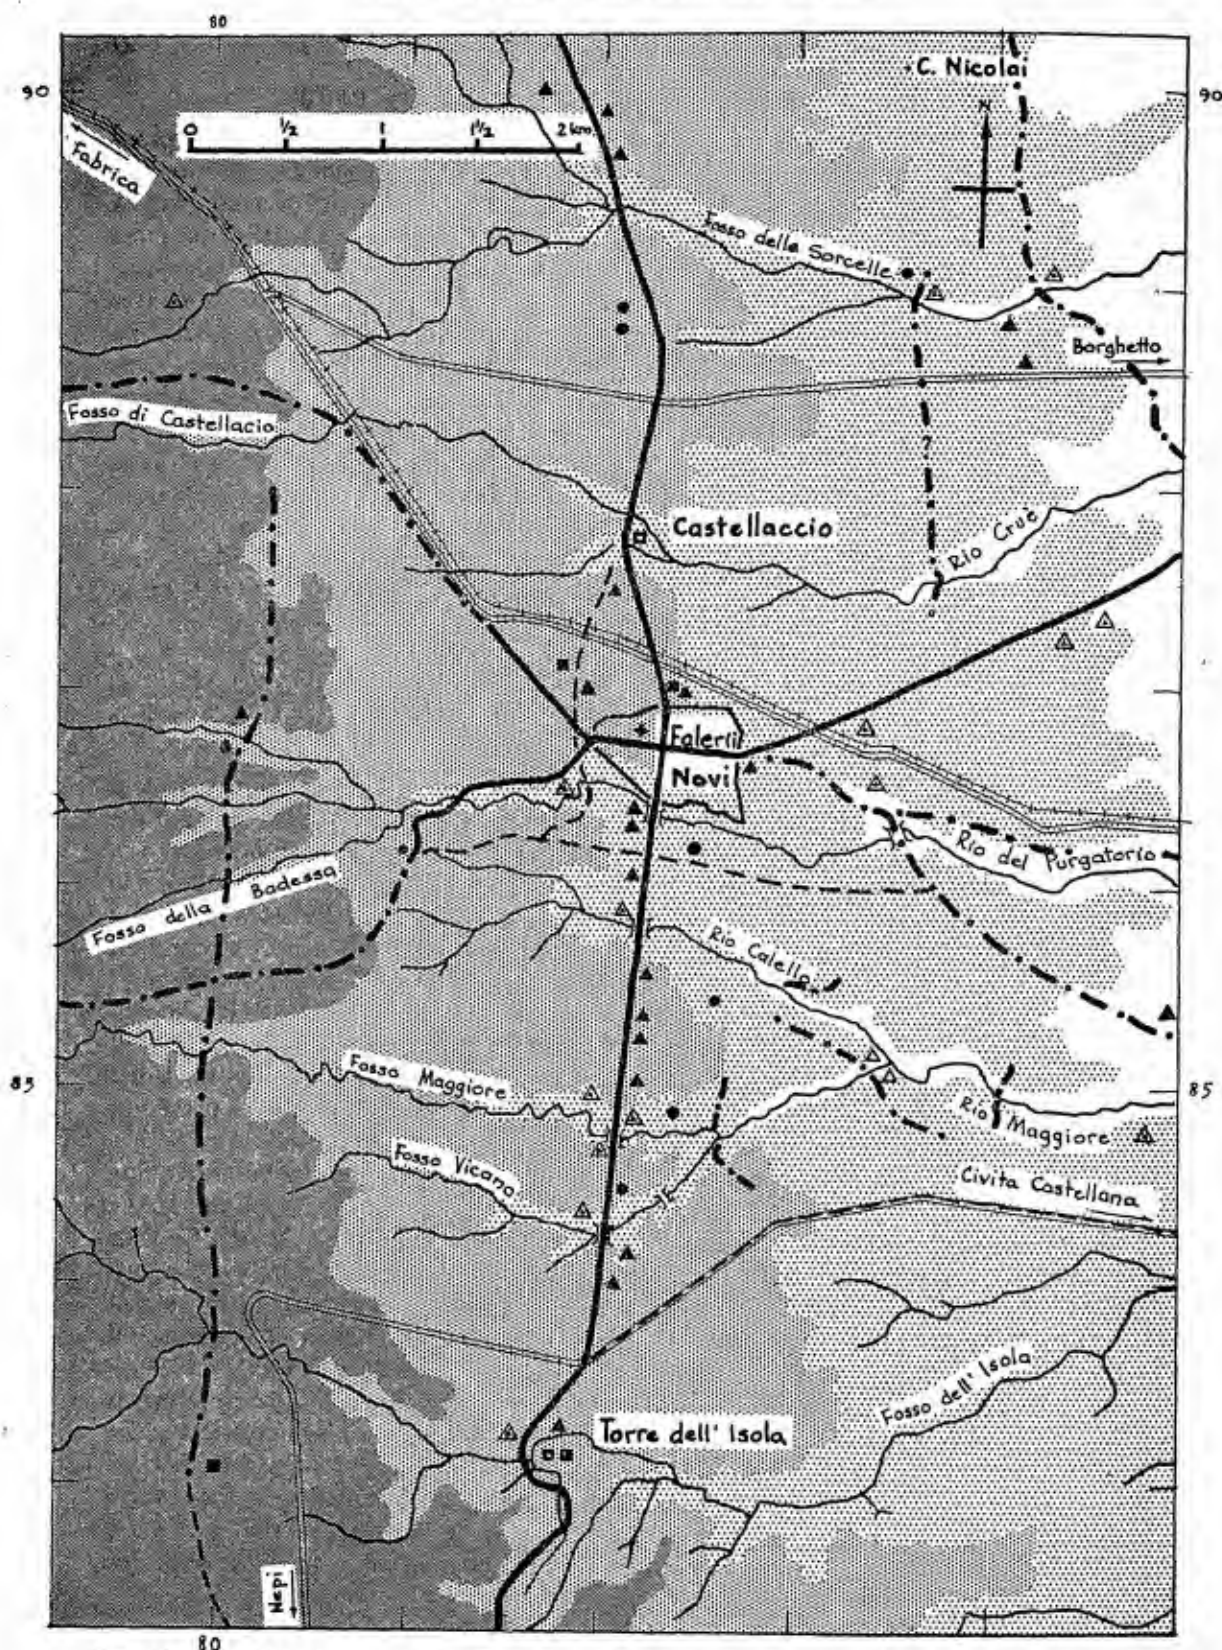 80
90
90
C. Nicolai
N
0 1/2 1 1 1/2 2 km.
Fabrica
Fosso delle Sorcelle
Borghetto
Fosso di Castellacio
?
Castellaccio
Rio Cruè
Falerii
Novi
Rio del Purgatorio
Fosso della Badessa
Rio Calello
85
85
Fosso Maggiore
Rio Maggiore
Fosso Vicano
Civita Castellana
Fosso dell' Isola
Torre dell' Isola
Nepi
80